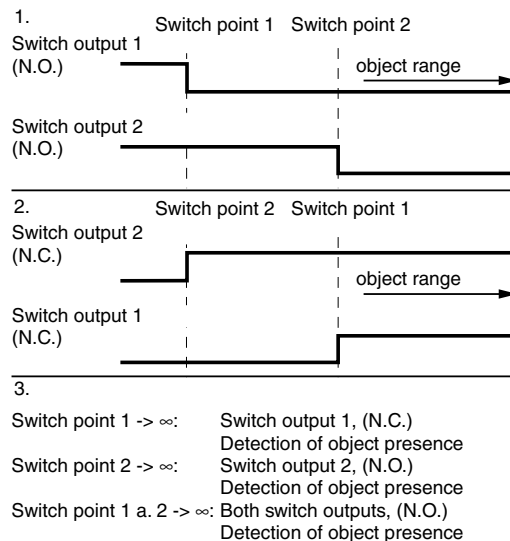 1.
Switch point 1 Switch point 2
Switch output 1
(N.O.)
object range
Switch output 2
(N.O.)
2.
Switch point 2 Switch point 1
Switch output 2
(N.C.)
object range
Switch output 1
(N.C.)
3.
Switch point 1 -> ∞: Switch output 1, (N.C.)
Detection of object presence
Switch point 2 -> ∞: Switch output 2, (N.O.)
Detection of object presence
Switch point 1 a. 2 -> ∞: Both switch outputs, (N.O.)
Detection of object presence